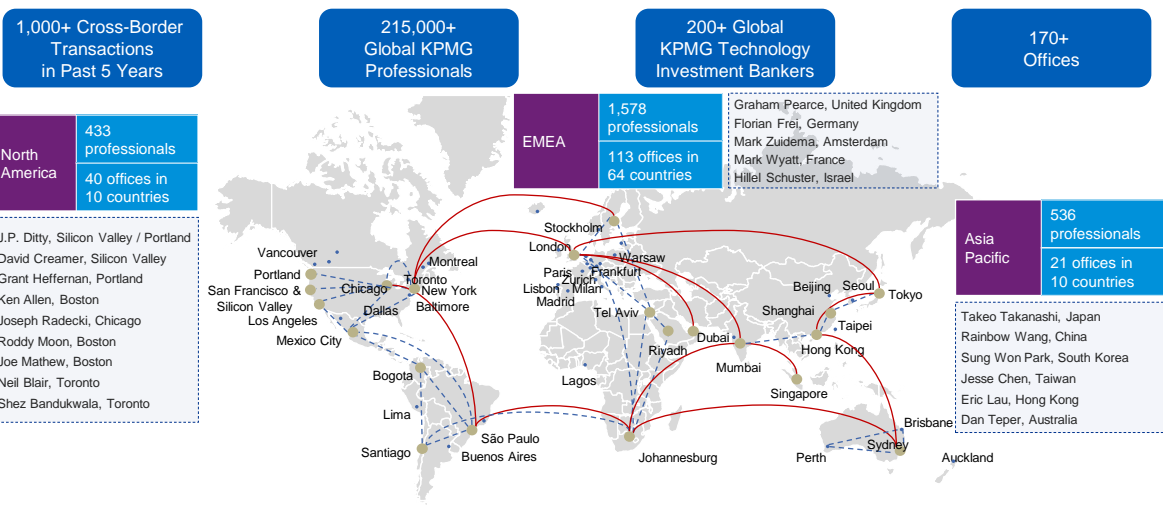 1,000+ Cross-Border
Transactions
in Past 5 Years
215,000+
Global KPMG
Professionals
200+ Global
KPMG Technology
Investment Bankers
170+
Offices
North
America
433
professionals
40 offices in
10 countries
J.P. Ditty, Silicon Valley / Portland
David Creamer, Silicon Valley
Grant Heffernan, Portland
Ken Allen, Boston
Joseph Radecki, Chicago
Roddy Moon, Boston
Joe Mathew, Boston
Neil Blair, Toronto
Shez Bandukwala, Toronto
EMEA
1,578
professionals
113 offices in
64 countries
Graham Pearce, United Kingdom
Florian Frei, Germany
Mark Zuidema, Amsterdam
Mark Wyatt, France
Hillel Schuster, Israel
Asia
Pacific
536
professionals
21 offices in
10 countries
Takeo Takanashi, Japan
Rainbow Wang, China
Sung Won Park, South Korea
Jesse Chen, Taiwan
Eric Lau, Hong Kong
Dan Teper, Australia
Vancouver
Portland
San Francisco &
Silicon Valley
Los Angeles
Mexico City
Chicago
Dallas
Montreal
Toronto
New York
Baltimore
Bogota
Lima
Santiago
São Paulo
Buenos Aires
Stockholm
London
Warsaw
Paris
Frankfurt
Zurich
Lisbon
Milan
Madrid
Tel Aviv
Riyadh
Dubai
Lagos
Johannesburg
Mumbai
Singapore
Beijing
Seoul
Tokyo
Shanghai
Taipei
Hong Kong
Brisbane
Sydney
Perth
Auckland